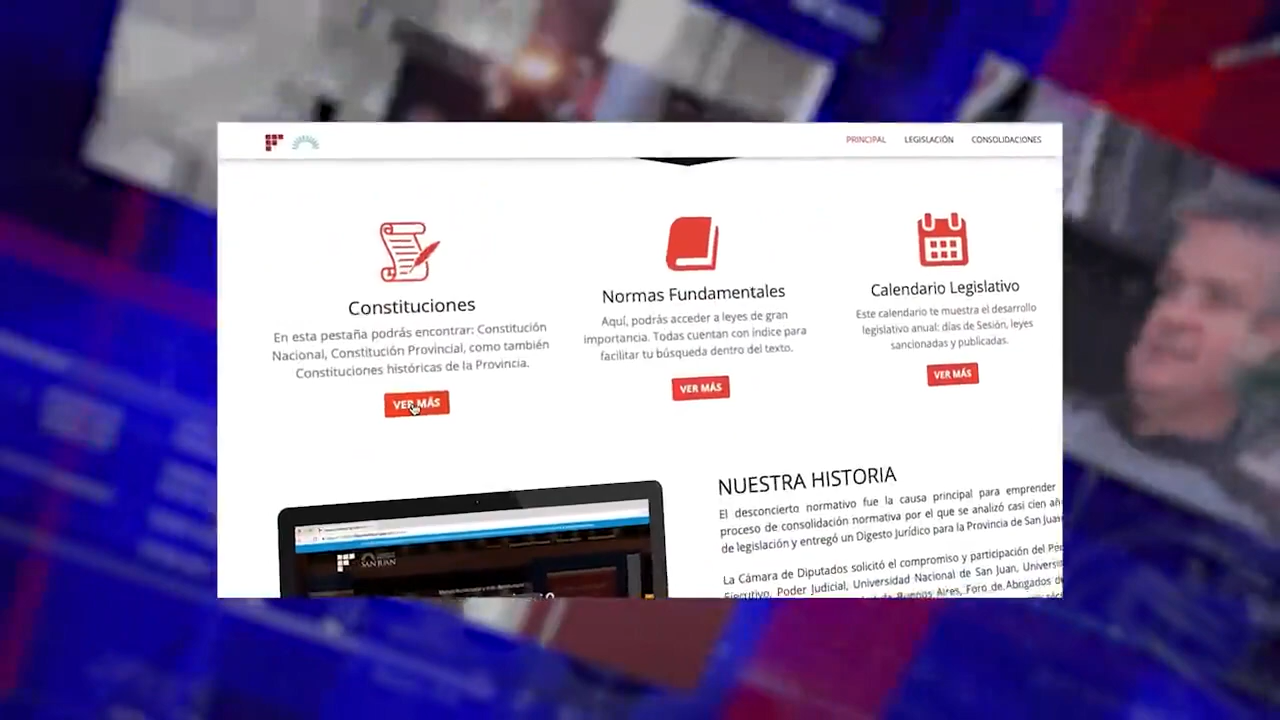 PRINCIPAL LEGISLACIÓN CONSOLIDACIONES
Constituciones
En esta pestaña podrás encontrar: Constitución
Nacional, Constitución Provincial, como también
Constituciones históricas de la Provincia.
VER MÁS
Normas Fundamentales
Aquí, podrás acceder a leyes de gran
importancia. Todas cuentan con índice para
facilitar tu búsqueda dentro del texto.
VER MÁS
Calendario Legislativo
Este calendario te muestra el desarrollo
legislativo anual: días de Sesión, leyes
sancionadas y publicadas.
VER MÁS
SAN JUAN
NUESTRA HISTORIA
El desconcierto normativo fue la causa principal para emprender
proceso de consolidación normativa por el que se analizó casi cien
de legislación y entregó un Digesto Jurídico para la Provincia de San Juan
La Cámara de Diputados solicitó el compromiso y participación del
Ejecutivo, Poder Judicial, Universidad Nacional de San Juan,
de Buenos Aires, Foro de Abogados